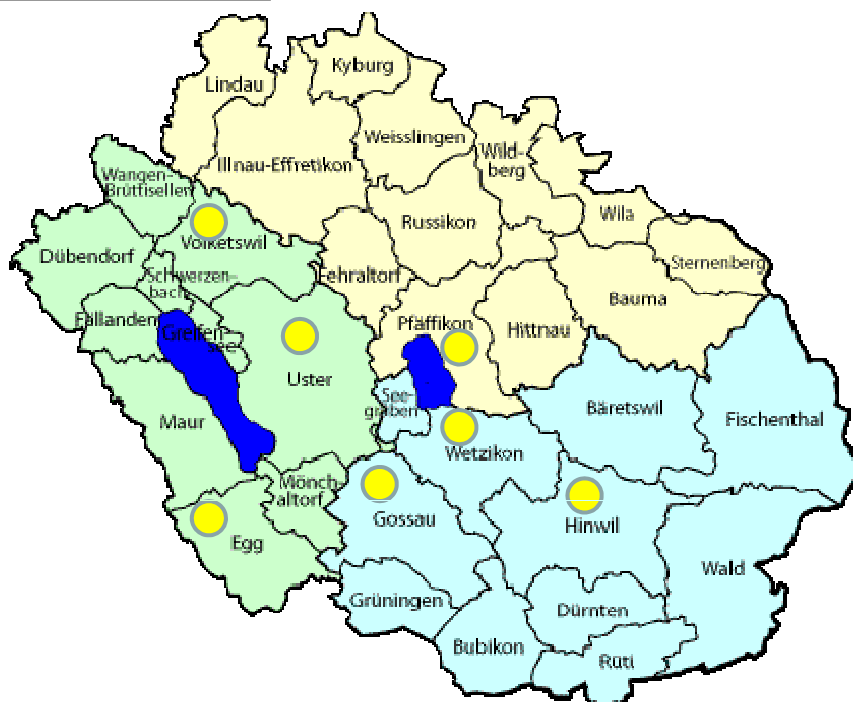 Kyburg
Lindau
Weisslingen
Wild-
berg
Illnau-Effretikon
Wangen-
Brüttisellen
Russikon
Wila
Volketswil
Dübendorf
Sternenberg
Schwerzen-
bach
Fehraltorf
Bauma
Fällanden
Pfäffikon
Hittnau
Greifen-
see
Uster
See-
gräben
Bäretswil
Maur
Fischenthal
Wetzikon
Mönch-
altorf
Gossau
Hinwil
Egg
Wald
Grüningen
Dürnten
Bubikon
Rüti